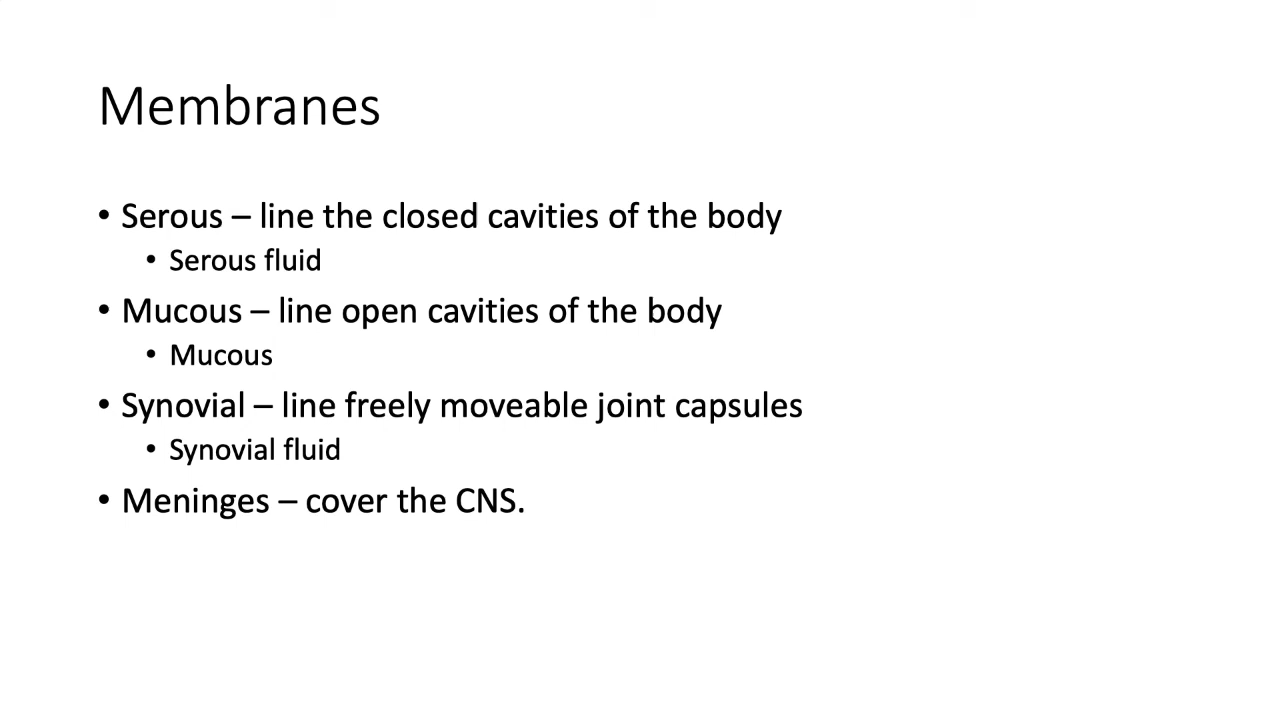 Membranes
• Serous – line the closed cavities of the body
• Serous fluid
• Mucous – line open cavities of the body
• Mucous
• Synovial – line freely moveable joint capsules
• Synovial fluid
• Meninges – cover the CNS.